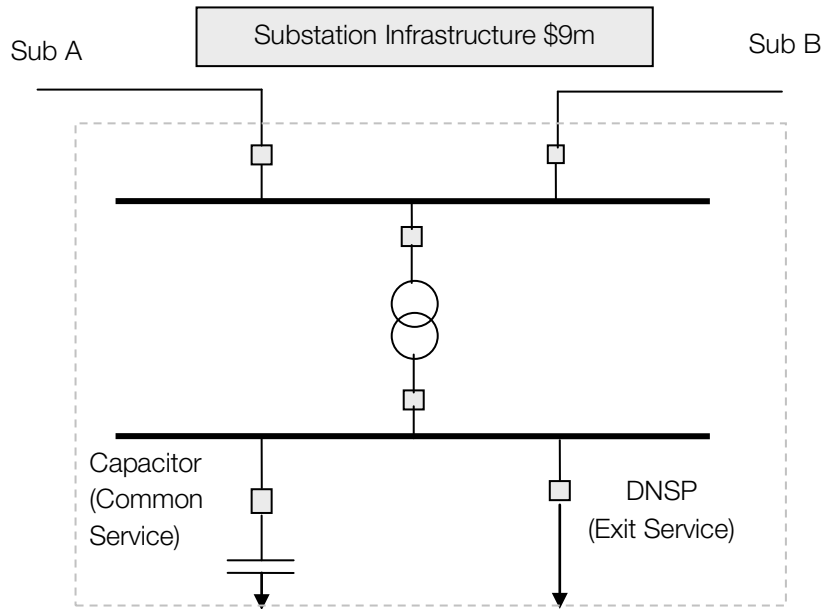 Substation Infrastructure $9m
Sub A
Sub B
Capacitor
(Common
Service)
DNSP
(Exit Service)